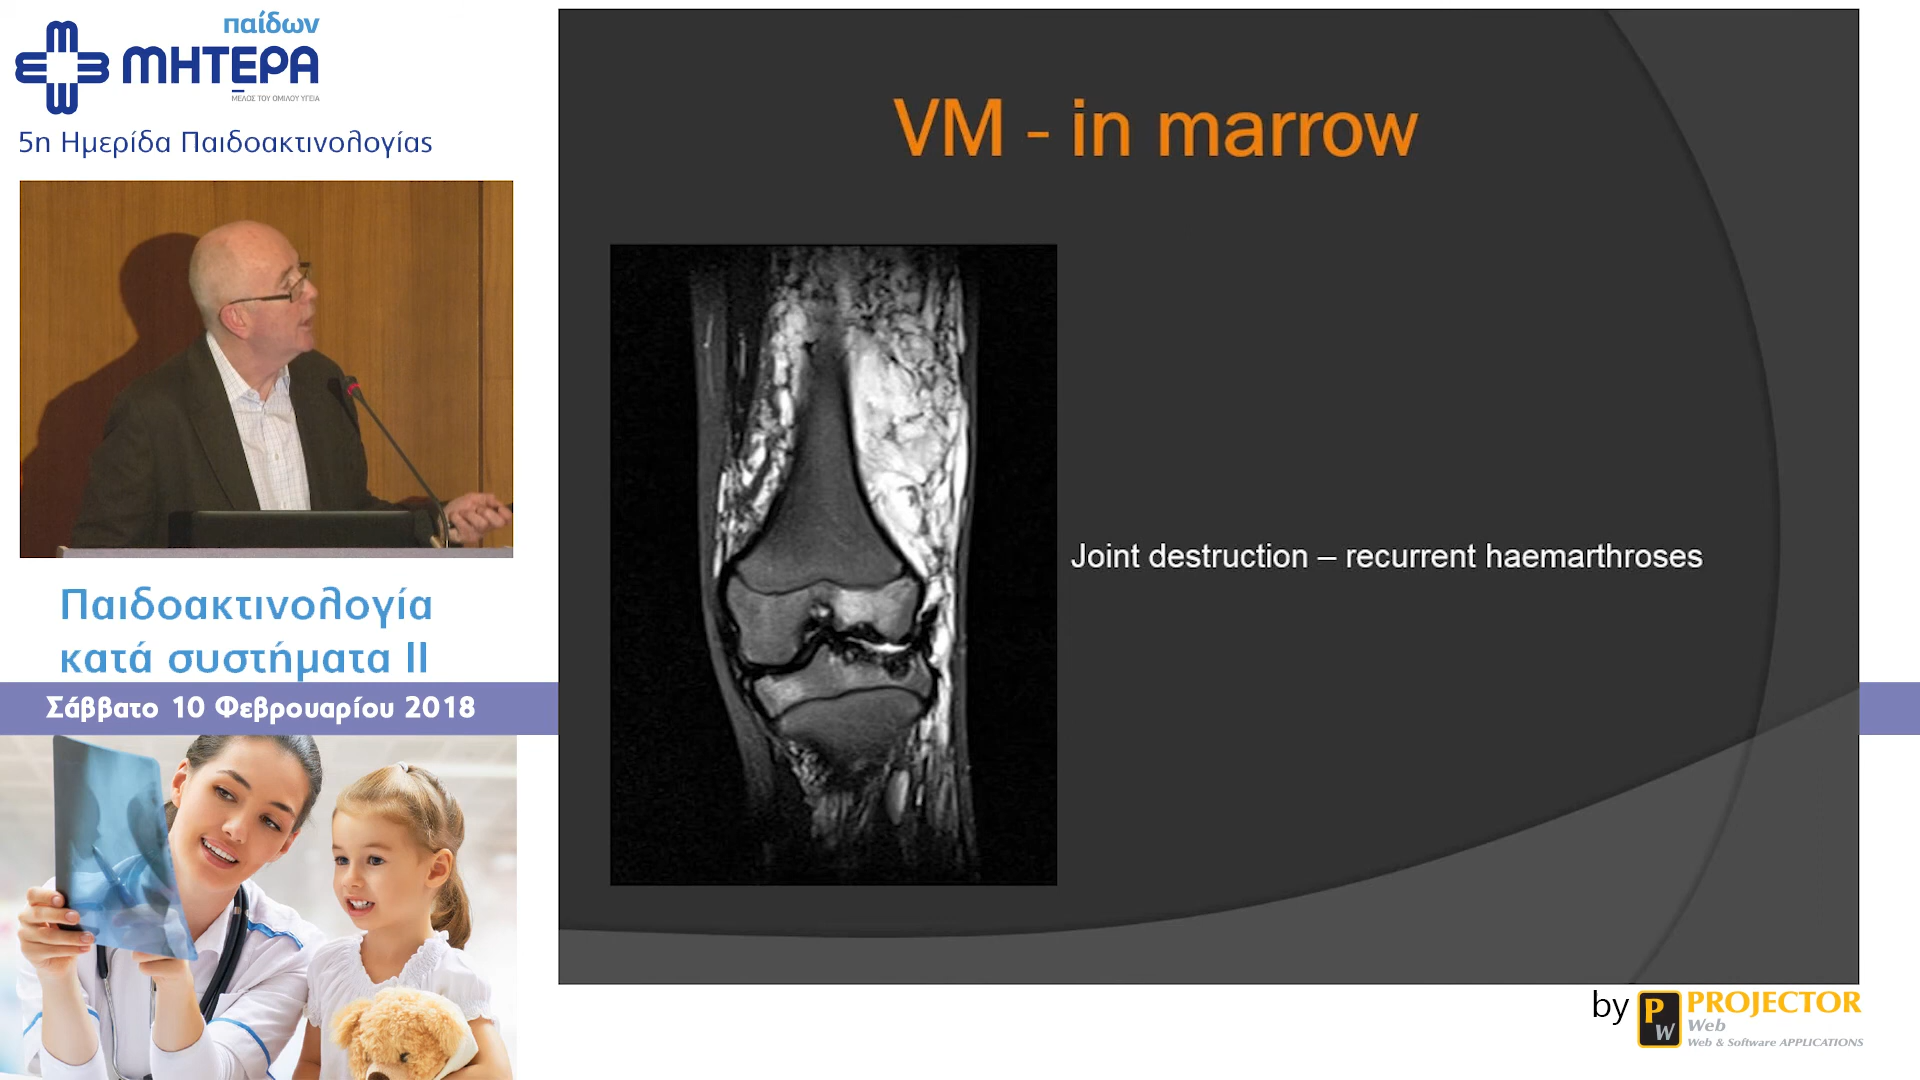 παίδων
ΜΗΤΕΡΑ
ΜΕΛΟΣ ΤΟΥ ΟΜΙΛΟΥ ΥΓΕΙΑ
5η Ημερίδα Παιδοακτινολογίας
Παιδοακτινολογία
κατά συστήματα ΙΙ
Σάββατο 10 Φεβρουαρίου 2018
VM - in marrow
Joint destruction – recurrent haemarthroses
by PW PROJECTOR
Web
Web & Software APPLICATIONS